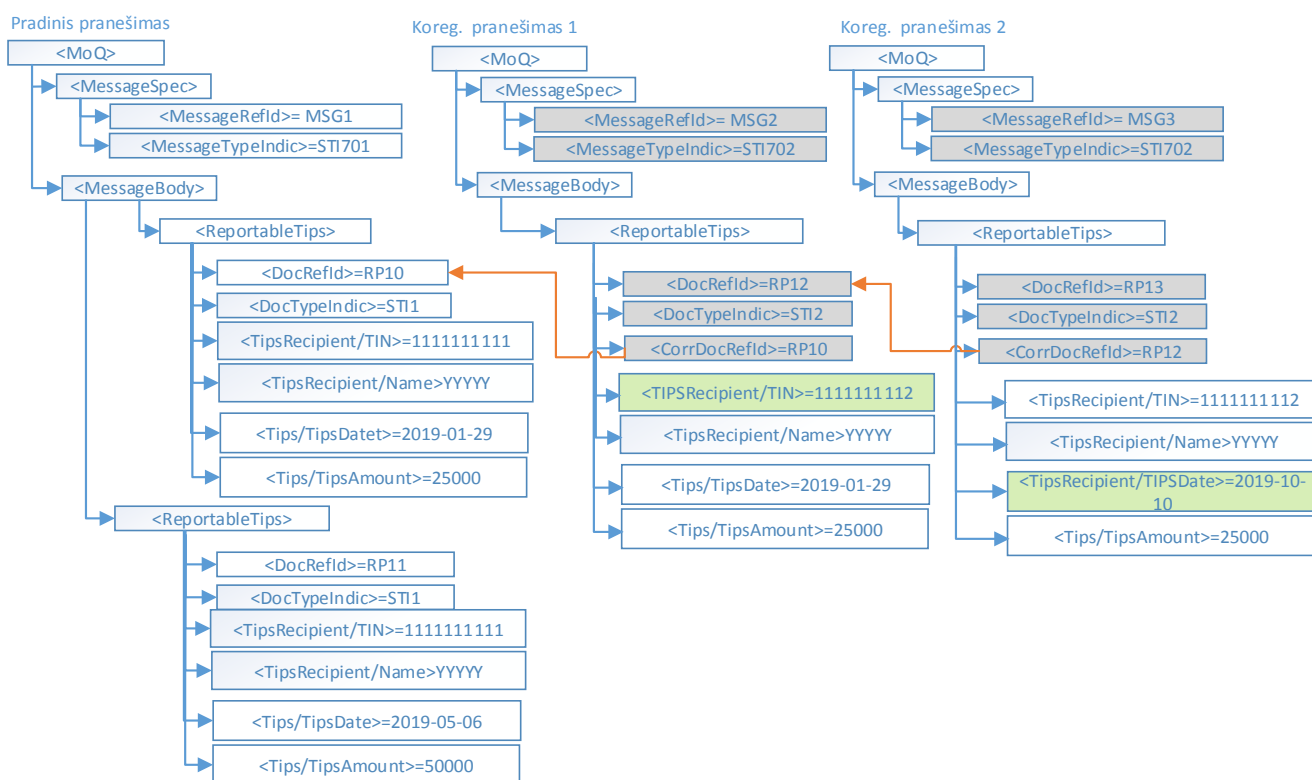 Pradinis pranešimas
<MoQ>
<MessageSpec>
<MessageRefId>= MSG1
<MessageTypeIndic>=STI701
<MessageBody>
<ReportableTips>
<DocRefId>=RP10
<DocTypeIndic>=STI1
<TipsRecipient/TIN>=1111111111
<TipsRecipient/Name>YYYYY
<Tips/TipsDatet>=2019-01-29
<Tips/TipsAmount>=25000
<ReportableTips>
<DocRefId>=RP11
<DocTypeIndic>=STI1
<TipsRecipient/TIN>=1111111111
<TipsRecipient/Name>YYYYY
<Tips/TipsDate>=2019-05-06
<Tips/TipsAmount>=50000
Koreg. pranešimas 1
<MoQ>
<MessageSpec>
<MessageRefId>= MSG2
<MessageTypeIndic>=STI702
<MessageBody>
<ReportableTips>
<DocRefId>=RP12
<DocTypeIndic>=STI2
<CorrDocRefId>=RP10
<TIPSRecipient/TIN>=1111111112
<TipsRecipient/Name>YYYYY
<Tips/TipsDate>=2019-01-29
<Tips/TipsAmount>=25000
Koreg. pranešimas 2
<MoQ>
<MessageSpec>
<MessageRefId>= MSG3
<MessageTypeIndic>=STI702
<MessageBody>
<ReportableTips>
<DocRefId>=RP13
<DocTypeIndic>=STI2
<CorrDocRefId>=RP12
<TipsRecipient/TIN>=1111111112
<TipsRecipient/Name>YYYYY
<TipsRecipient/TIPSDate>=2019-10-
10
<Tips/TipsAmount>=25000